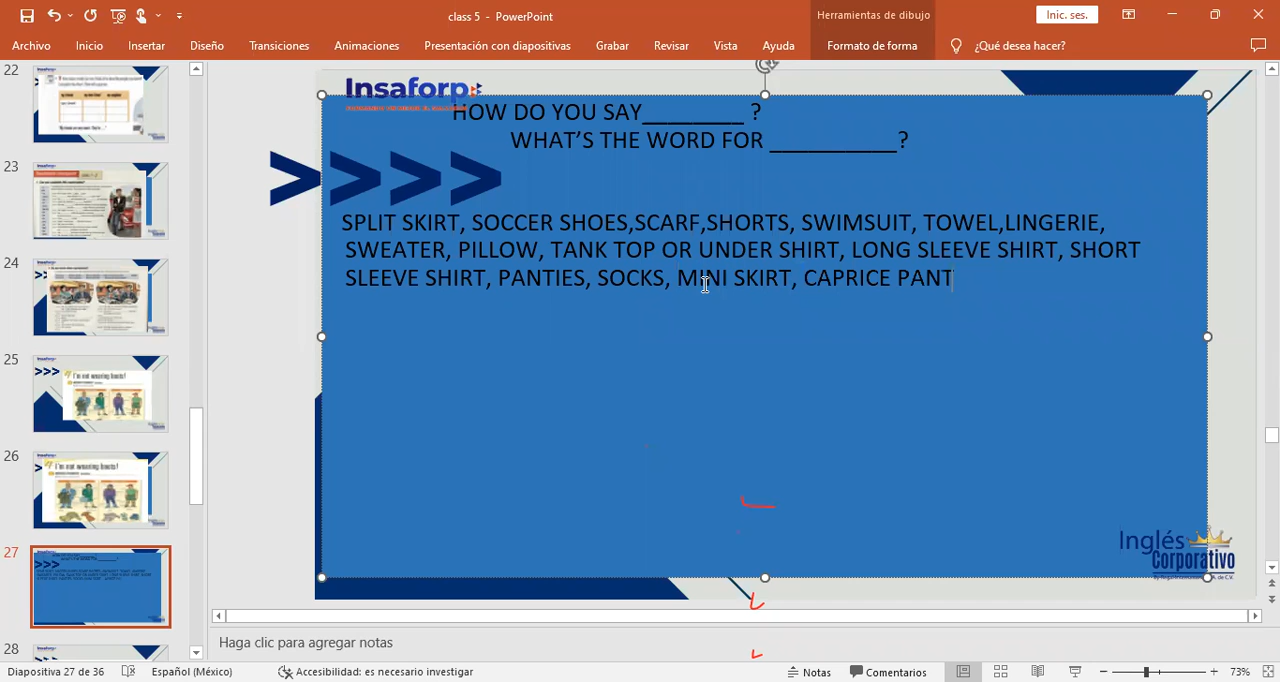 class 5 - PowerPoint
Herramientas de dibujo
Inic. ses.
Archivo Inicio Insertar Diseño Transiciones Animaciones Presentación con diapositivas Grabar Revisar Vista Ayuda Formato de forma ¿Qué desea hacer?
22
23
24
25
I'm not wearing boots!
26
I'm not wearing boots!
27
28
Insaforp
HOW DO YOU SAY________ ?
WHAT’S THE WORD FOR __________?
>>>>
SPLIT SKIRT, SOCCER SHOES,SCARF,SHORTS, SWIMSUIT, TOWEL,LINGERIE,
SWEATER, PILLOW, TANK TOP OR UNDER SHIRT, LONG SLEEVE SHIRT, SHORT
SLEEVE SHIRT, PANTIES, SOCKS, MINI SKIRT, CAPRICE PANT
Inglés
Corporativo
Haga clic para agregar notas
Diapositiva 27 de 36 Español (México) Accesibilidad: es necesario investigar Notas Comentarios 73%